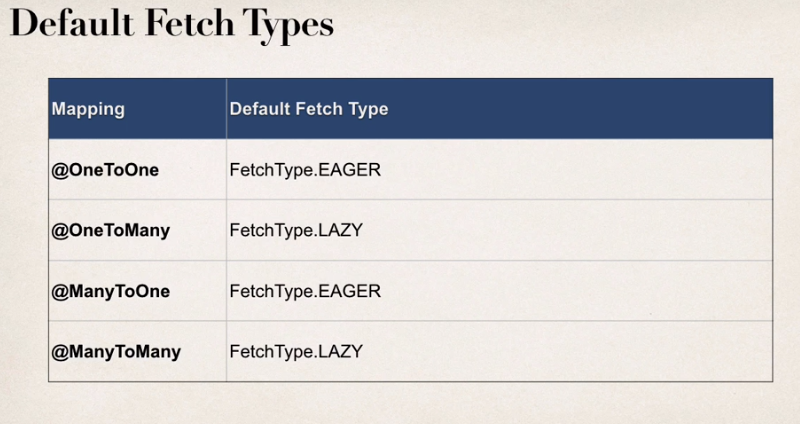 Default Fetch Types
Mapping Default Fetch Type
@OneToOne FetchType.EAGER
@OneToMany FetchType.LAZY
@ManyToOne FetchType.EAGER
@ManyToMany FetchType.LAZY